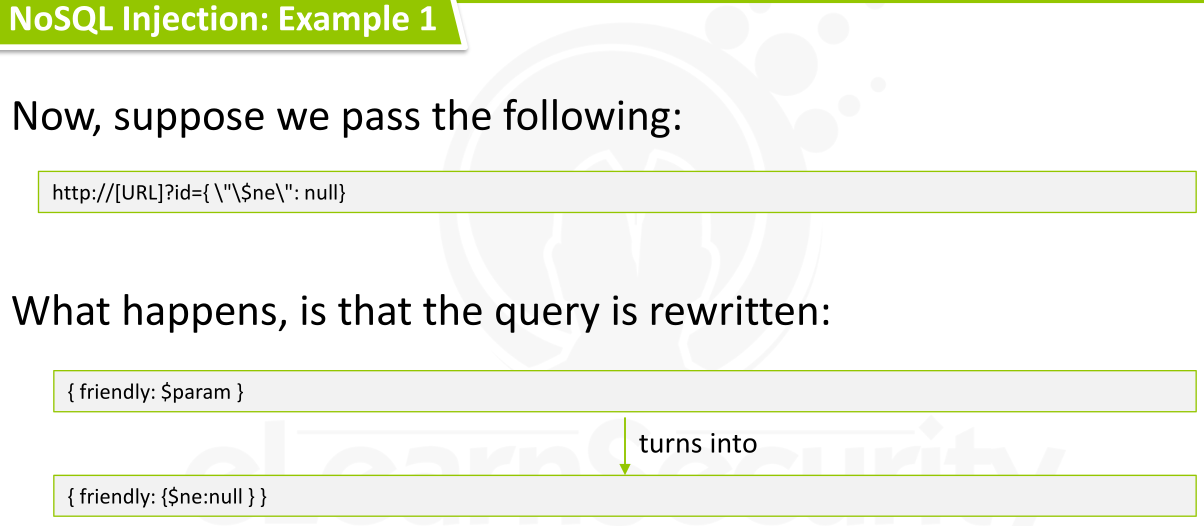 NoSQL Injection: Example 1
Now, suppose we pass the following:
http://[URL]?id={ \"\$ne\": null}
What happens, is that the query is rewritten:
{ friendly: $param }
turns into
{ friendly: {$ne:null } }
eLearnSecurity